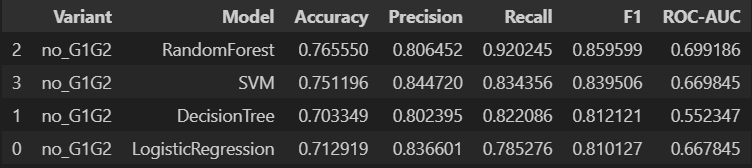 Variant Model Accuracy Precision Recall F1 ROC-AUC
2 no_G1G2 RandomForest 0.765550 0.806452 0.920245 0.859599 0.699186
3 no_G1G2 SVM 0.751196 0.844720 0.834356 0.839506 0.669845
1 no_G1G2 DecisionTree 0.703349 0.802395 0.822086 0.812121 0.552347
0 no_G1G2 LogisticRegression 0.712919 0.836601 0.785276 0.810127 0.667845